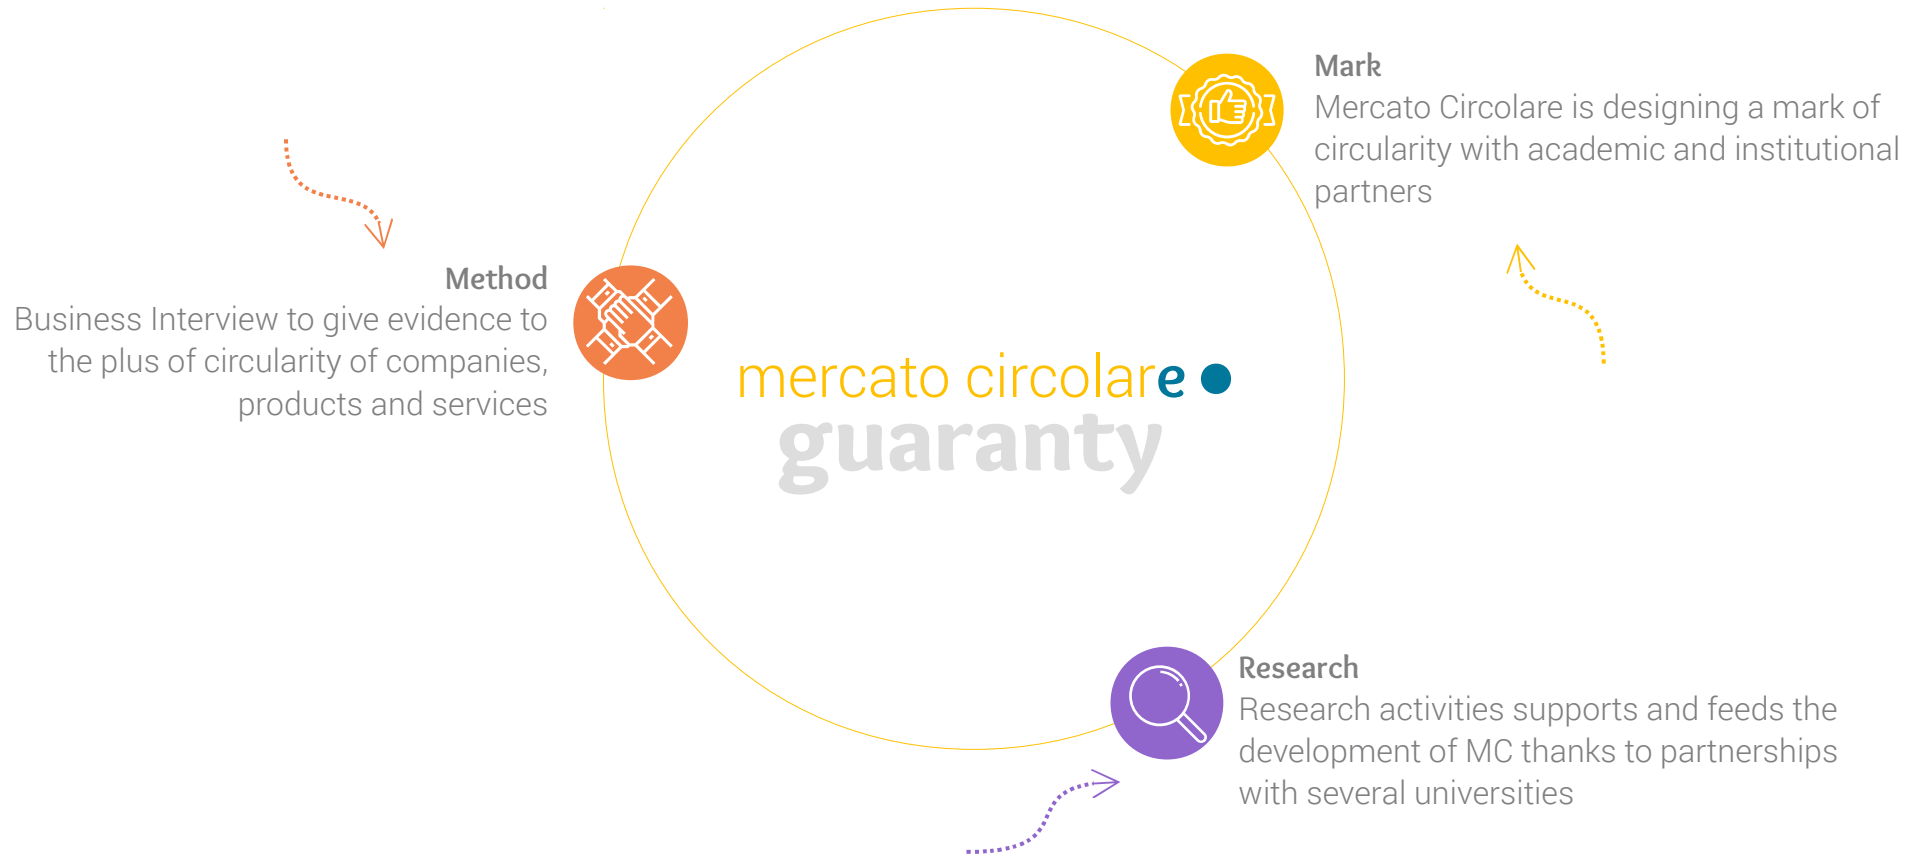 Mark
Mercato Circolare is designing a mark of
circularity with academic and institutional
partners
Method
Business Interview to give evidence to
the plus of circularity of companies,
products and services
mercato circolare
guaranty
Research
Research activities supports and feeds the
development of MC thanks to partnerships
with several universities